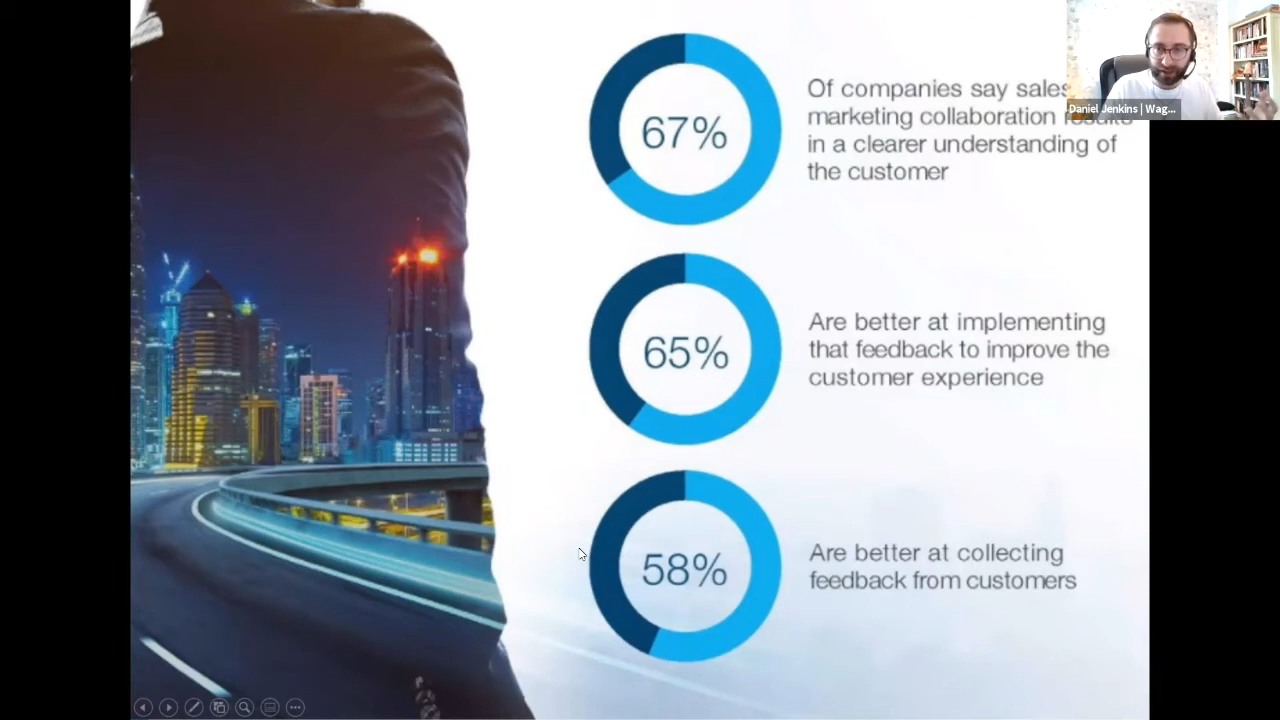 67%
Of companies say sales
marketing collaboration results
in a clearer understanding of
the customer
Daniel Jenkins | Wag...
65%
Are better at implementing
that feedback to improve the
customer experience
58%
Are better at collecting
feedback from customers